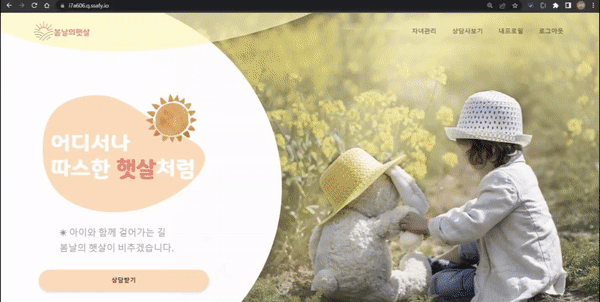 i7a606.q.ssafy.io
봄날의햇살
자녀관리
상담사보기
내프로필
로그아웃
어디서나
따스한 햇살처럼
아이와 함께 걸어가는 길
봄날의 햇살이 비추겠습니다.
상담받기